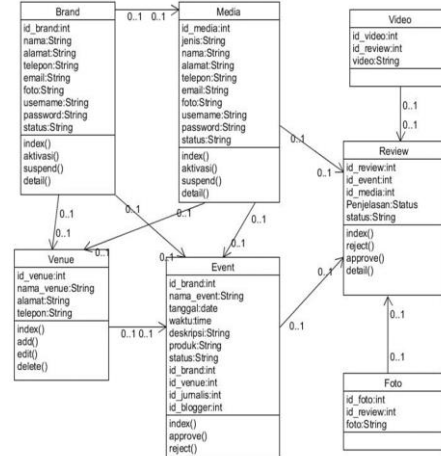 Brand
id_brand:int
nama:String
alamat:String
telepon:String
email:String
foto:String
username:String
password:String
status:String
index()
aktivasi()
suspend()
detail()
0..1
0..1
Media
id_media:int
jenis:String
nama:String
alamat:String
telepon:String
email:String
foto:String
username:String
password:String
status:String
index()
aktivasi()
suspend()
detail()
Video
id_video:int
id_review:int
video:String
0..1
0..1
0..1
0..1
Review
id_review:int
id_event:int
id_media:int
Penjelasan:Status
status:String
index()
reject()
approve()
detail()
0..1
0..1
0..1
0..1
0..1
0..1
0..1
0..1
Venue
id_venue:int
nama_venue:String
alamat:String
telepon:String
index()
add()
edit()
delete()
0..1 0..1
Event
id_brand:int
nama_event:String
tanggal:date
waktu:time
deskripsi:String
produk:String
status:String
id_brand:int
id_venue:int
id_jurnalis:int
id_blogger:int
index()
approve()
reject()
0..1
0..1
0..1
0..1
Foto
id_foto:int
id_review:int
foto:String